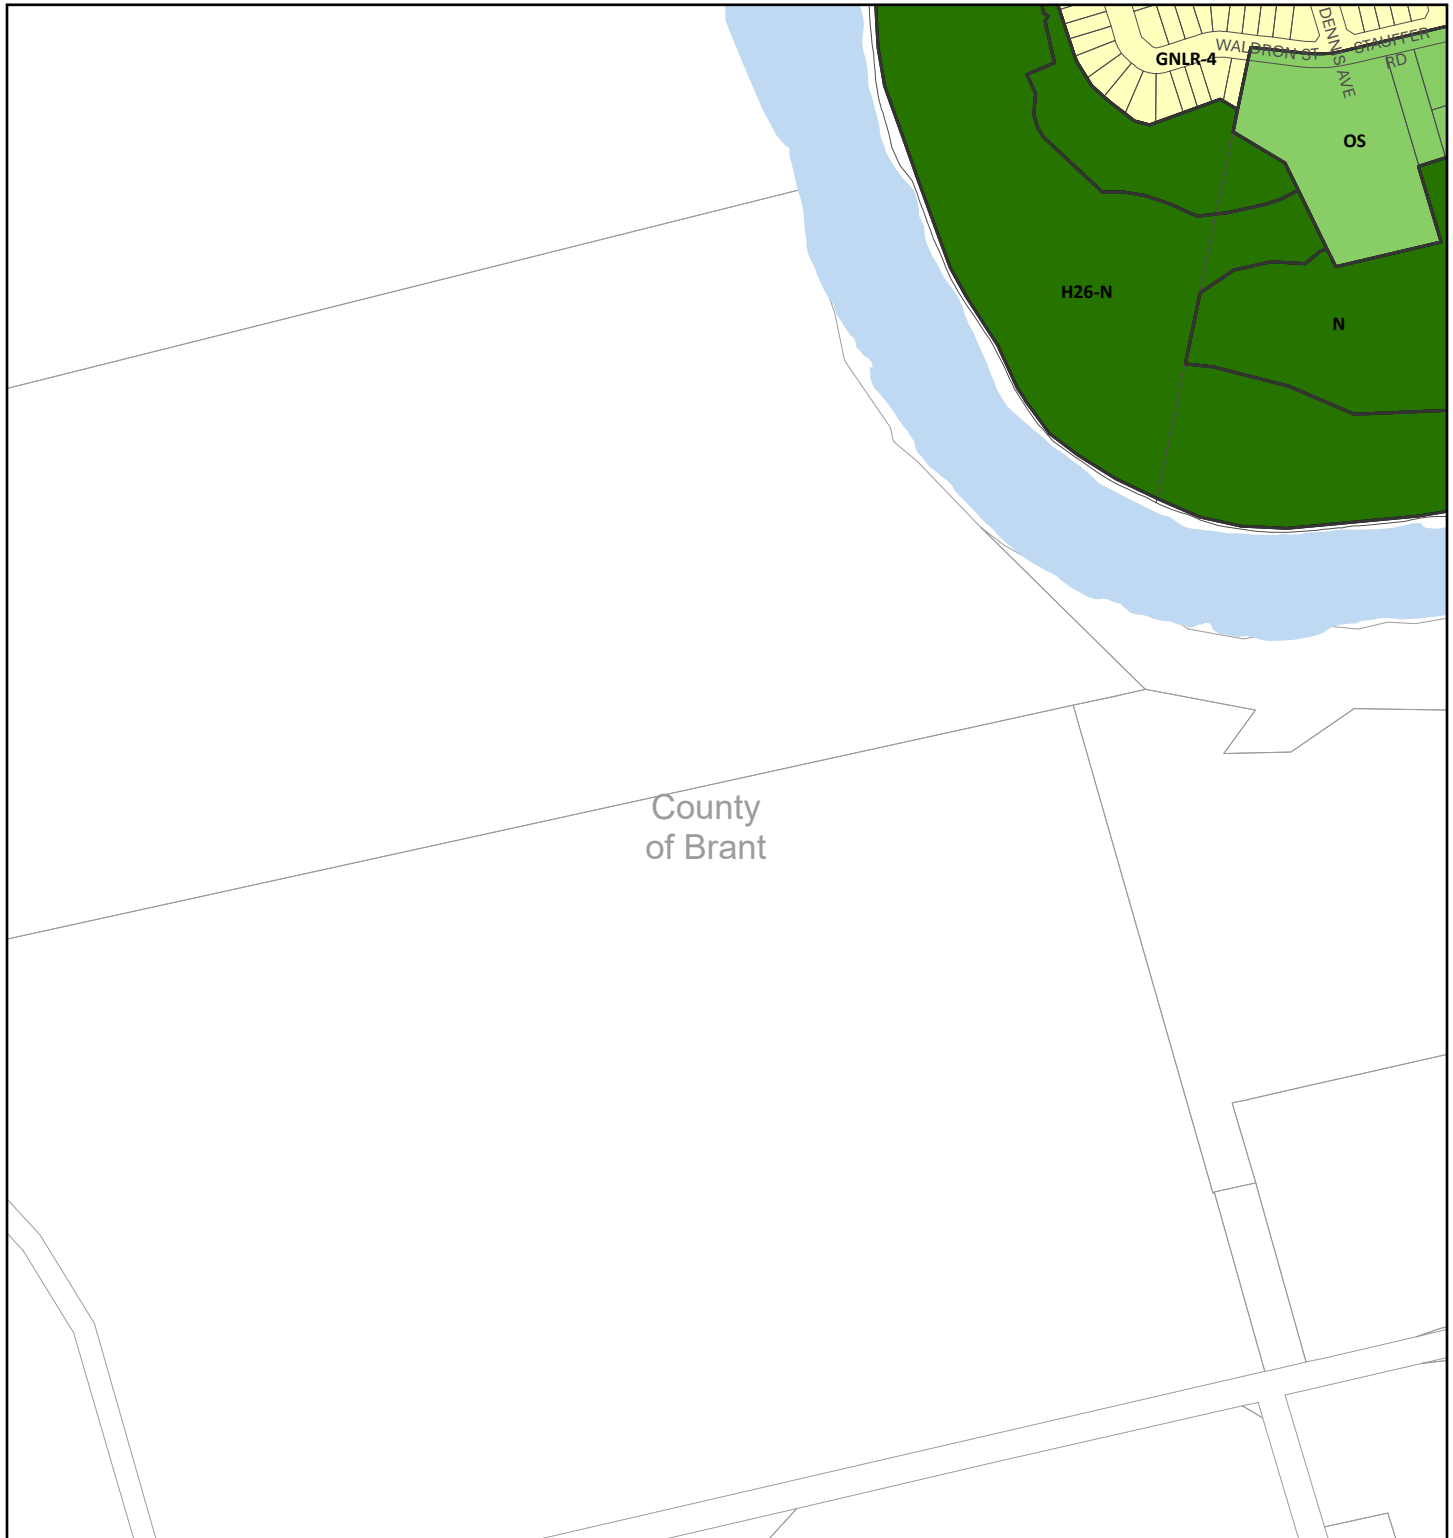 WALDRON ST
DENNIS AVE
STAUFFER
RD
GNLR-4
OS
H26-N
N
County
of Brant